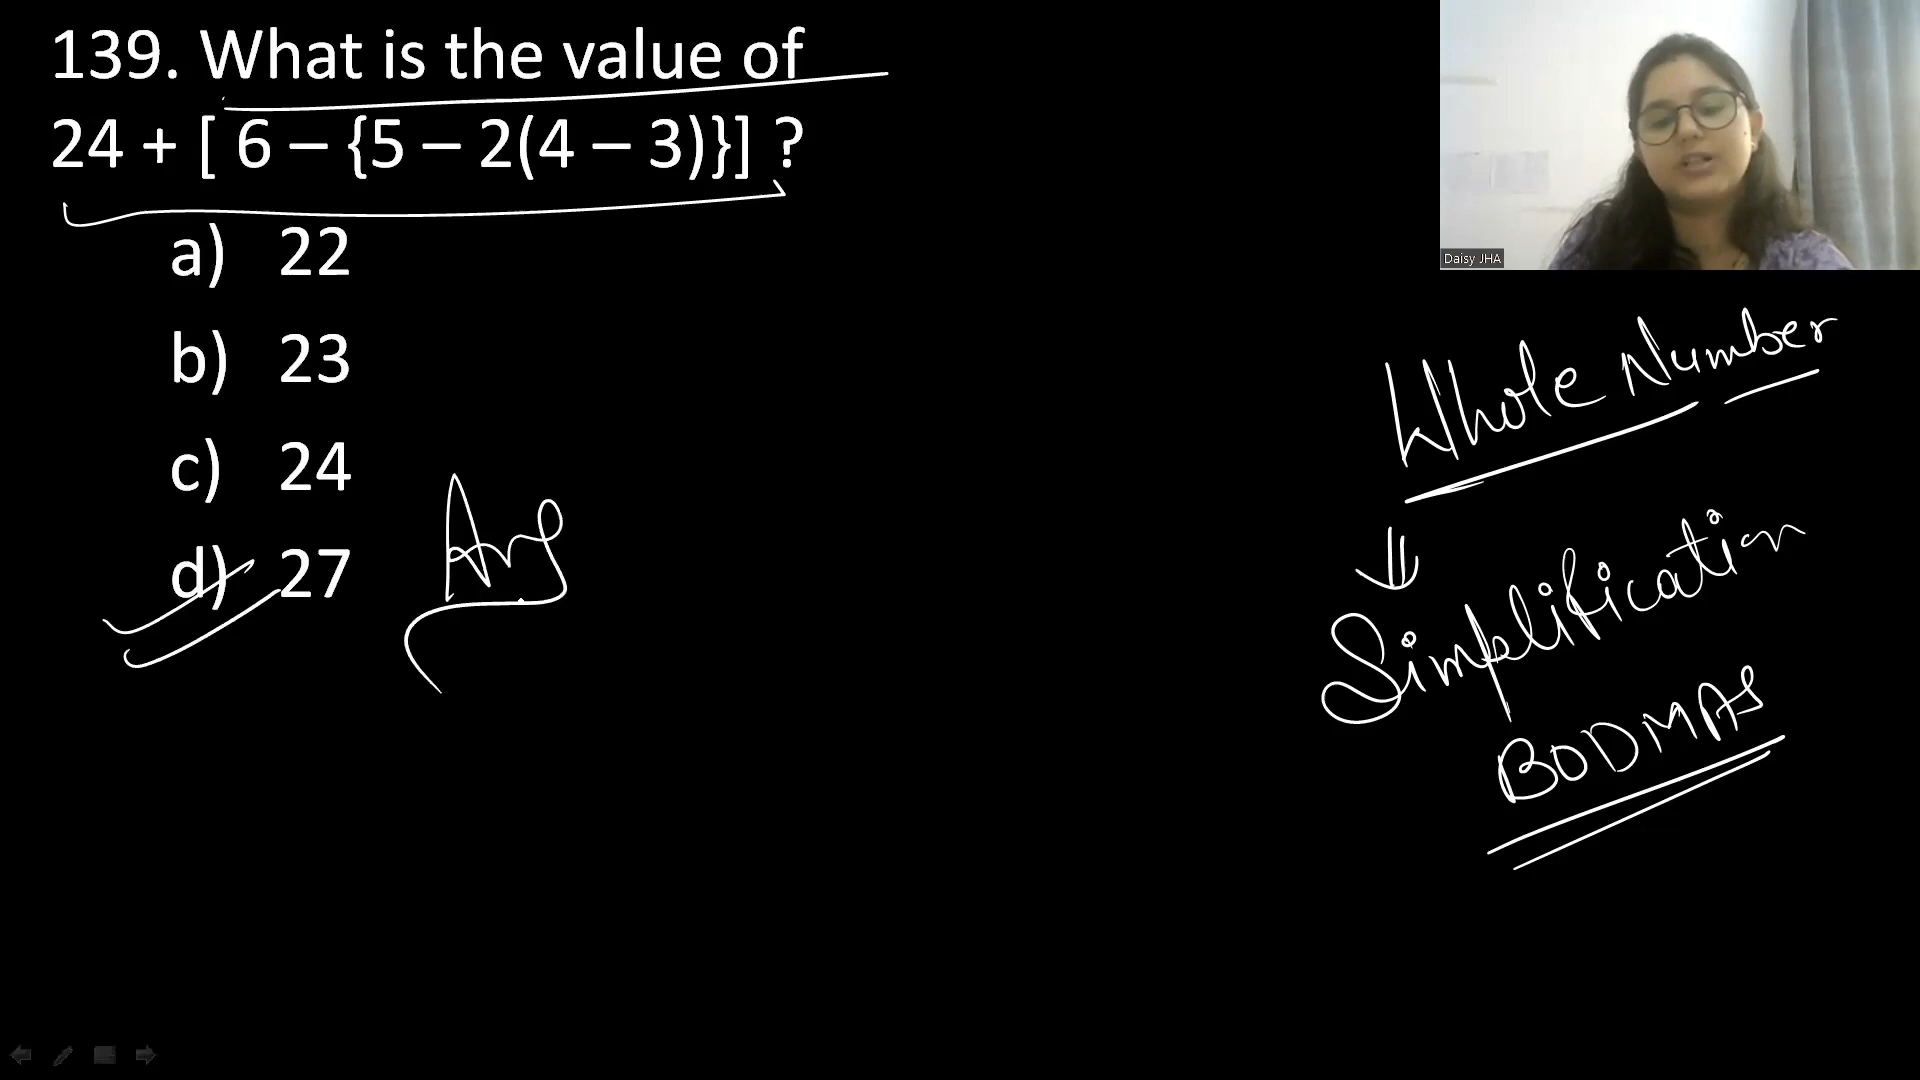 139. What is the value of
24 + [ 6 – {5 – 2(4 – 3)}] ?
a) 22
b) 23
c) 24
d) 27
Ans
Daisy JHA
Whole Number
⇓
Simplification
BODMAS